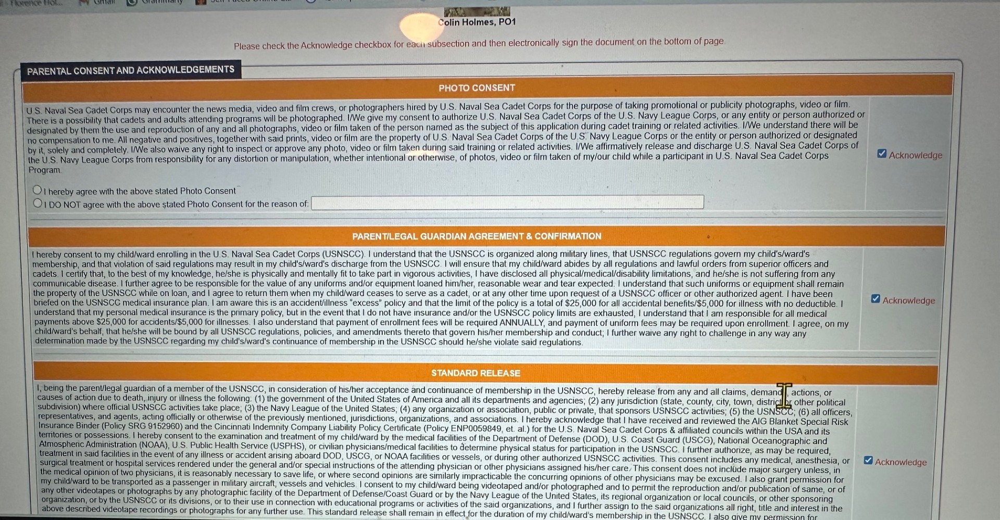 Florence Hol...
Gmail
Grammarly
Colin Holmes, PO1
Please check the Acknowledge checkbox for each subsection and then electronically sign the document on the bottom of page.
PARENTAL CONSENT AND ACKNOWLEDGEMENTS
PHOTO CONSENT
U.S. Naval Sea Cadet Corps may encounter the news media, video and film crews, or photographers hired by U.S. Naval Sea Cadet Corps for the purpose of taking promotional or publicity photographs, video or film.
There is a possibility that cadets and adults attending programs will be photographed. I/We give my consent to authorize U.S. Naval Sea Cadet Corps of the U.S. Navy League Corps, or any entity or person authorized or
designated by them the use and reproduction of any and all photographs, video or film taken of the person named as the subject of this application during cadet training or related activities. I/We understand there will be
no compensation to me. All negative and positives, together with said prints, video or film are the property of U.S. Naval Sea Cadet Corps of the U.S. Navy League Corps or the entity or person authorized or designated
by it, solely and completely. I/We also waive any right to inspect or approve any photo, video or film taken during said training or related activities. I/We affirmatively release and discharge U.S. Naval Sea Cadet Corps of
the U.S. Navy League Corps from responsibility for any distortion or manipulation, whether intentional or otherwise, of photos, video or film taken of my/our child while a participant in U.S. Naval Sea Cadet Corps
Program.
Acknowledge
I hereby agree with the above stated Photo Consent
I DO NOT agree with the above stated Photo Consent for the reason of:
PARENT/LEGAL GUARDIAN AGREEMENT & CONFIRMATION
I hereby consent to my child/ward enrolling in the U.S. Naval Sea Cadet Corps (USNSCC). I understand that the USNSCC is organized along military lines, that USNSCC regulations govern my child's/ward's
membership, and that violation of said regulations may result in my child's/ward's discharge from the USNSCC. I will ensure that my child/ward abides by all regulations and lawful orders from superior officers and
cadets. I certify that, to the best of my knowledge, he/she is physically and mentally fit to take part in vigorous activities, I have disclosed all physical/medical/disability limitations, and he/she is not suffering from any
communicable disease. I further agree to be responsible for the value of any uniforms and/or equipment loaned him/her, reasonable wear and tear expected. I understand that such uniforms or equipment shall remain
the property of the USNSCC while on loan, and I agree to return them when my child/ward ceases to serve as a cadet, or at any other time upon request of a USNSCC officer or other authorized agent. I have been
briefed on the USNSCC medical insurance plan. I am aware this is an accident/illness "excess" policy and that the limit of the policy is a total of $25,000 for all accidental benefits/$5,000 for illness with no deductible. I
understand that my personal medical insurance is the primary policy, but in the event that I do not have insurance and/or the USNSCC policy limits are exhausted, I understand that I am responsible for all medical
payments above $25,000 for accidents/$5,000 for illnesses. I also understand that payment of enrollment fees will be required ANNUALLY, and payment of uniform fees may be required upon enrollment. I agree, on my
child/ward's behalf, that he/she will be bound by all USNSCC regulations, policies, and amendments thereto that govern his/her membership and conduct; I further waive any right to challenge in any way any
determination made by the USNSCC regarding my child's/ward's continuance of membership in the USNSCC should he/she violate said regulations.
Acknowledge
STANDARD RELEASE
I, being the parent/legal guardian of a member of the USNSCC, in consideration of his/her acceptance and continuance of membership in the USNSCC, hereby release from any and all claims, demand, actions, or
causes of action due to death, injury or illness the following: (1) the government of the United States of America and all its departments and agencies; (2) any jurisdiction (state, county, city, town, district or other political
subdivision) where official USNSCC activities take place; (3) the Navy League of the United States; (4) any organization or association, public or private, that sponsors USNSCC activities; (5) the USNSCC; (6) all officers,
representatives, and agents, acting officially or otherwise of the previously mentioned, jurisdictions, organizations, and associations. I hereby acknowledge that I have received and reviewed the AIG Blanket Special Risk
Insurance Binder (Policy SRG 9152960) and the Cincinnati Indemnity Company Liability Policy Certificate (Policy ENP0059849, et. al.) for the U.S. Naval Sea Cadet Corps & affiliated councils within the USA and its
territories or possessions. I hereby consent to the examination and treatment of my child/ward by the medical facilities of the Department of Defense (DOD), U.S. Coast Guard (USCG), National Oceanographic and
Atmospheric Administration (NOAA), U.S. Public Health Service (USPHS), or civilian physicians/medical facilities to determine physical status for participation in the USNSCC. I further authorize, as may be required,
treatment in said facilities in the event of any illness or accident arising aboard DOD, USCG, or NOAA facilities or vessels, or during other authorized USNSCC activities. This consent includes any medical, anesthesia, or
surgical treatment or hospital services rendered under the general and/or special instructions of the attending physician or other physicians assigned his/her care. This consent does not include major surgery unless, in
the medical opinion of two physicians, it is reasonably necessary to save life, or where second opinions are similarly impracticable the concurring opinions of other physicians may be excused. I also grant permission for
my child/ward to be transported as a passenger in military aircraft, vessels and vehicles. I consent to my child/ward being videotaped and/or photographed and to permit the reproduction and/or publication of same, or of
any other videotapes or photographs by any photographic facility of the Department of Defense/Coast Guard or by the Navy League of the United States, its regional organization or local councils, or other sponsoring
organization, or by the USNSCC or its divisions, or to their use in connection with educational programs or activities of the said organizations, and I further assign to the said organizations all right, title and interest in the
above described videotape recordings or photographs for any further use. This standard release shall remain in effect for the duration of my child/ward's membership in the USNSCC. I also give my permission for
Acknowledge